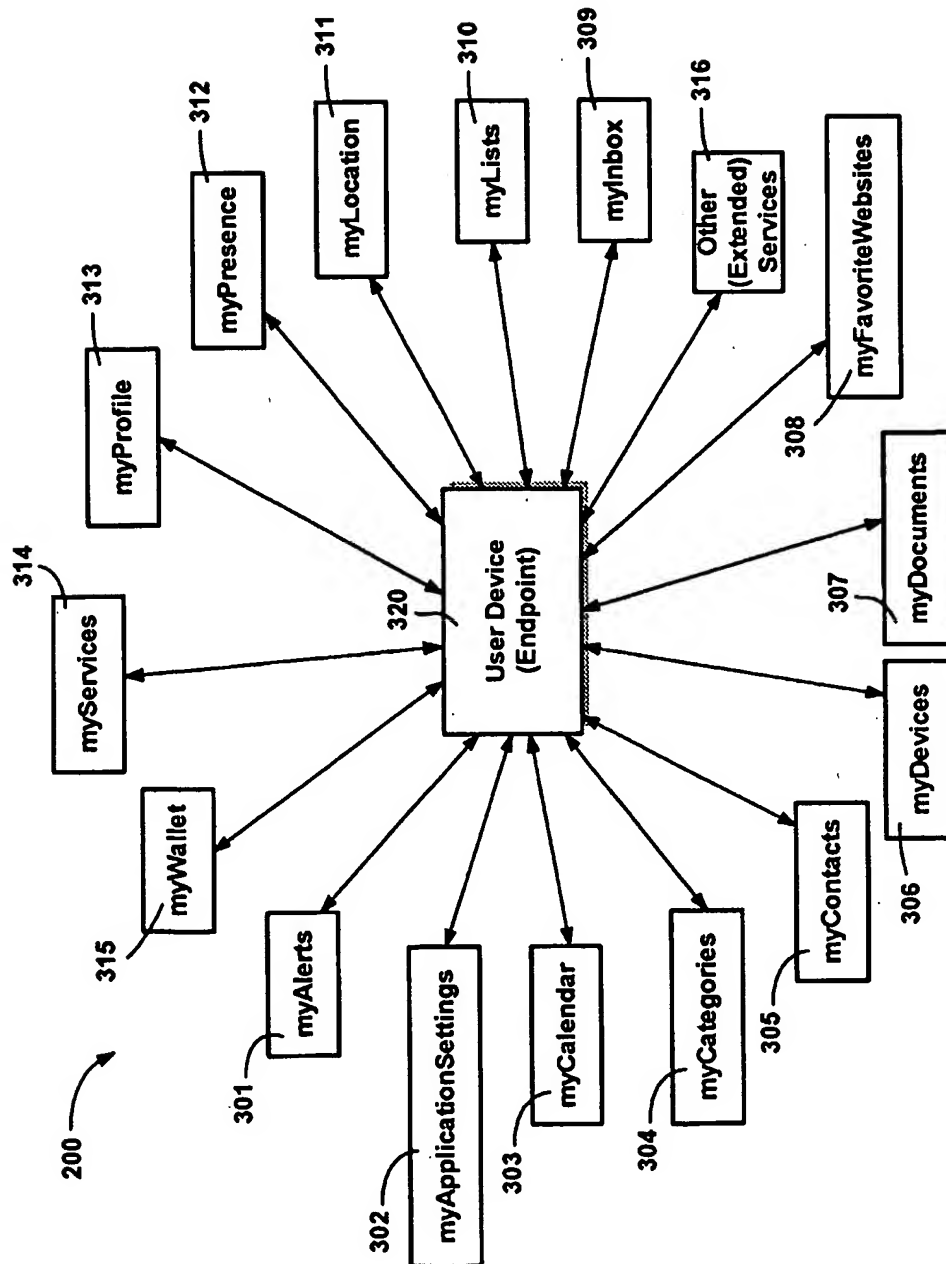 200
314
myServices
313
myProfile
312
myPresence
311
myLocation
310
myLists
309
myInbox
316
Other
(Extended)
Services
myFavoriteWebsites
308
myDocuments
307
myDevices
306
myContacts
305
myCategories
304
myCalendar
303
myApplicationSettings
302
myAlerts
301
myWallet
315
320
User Device
(Endpoint)